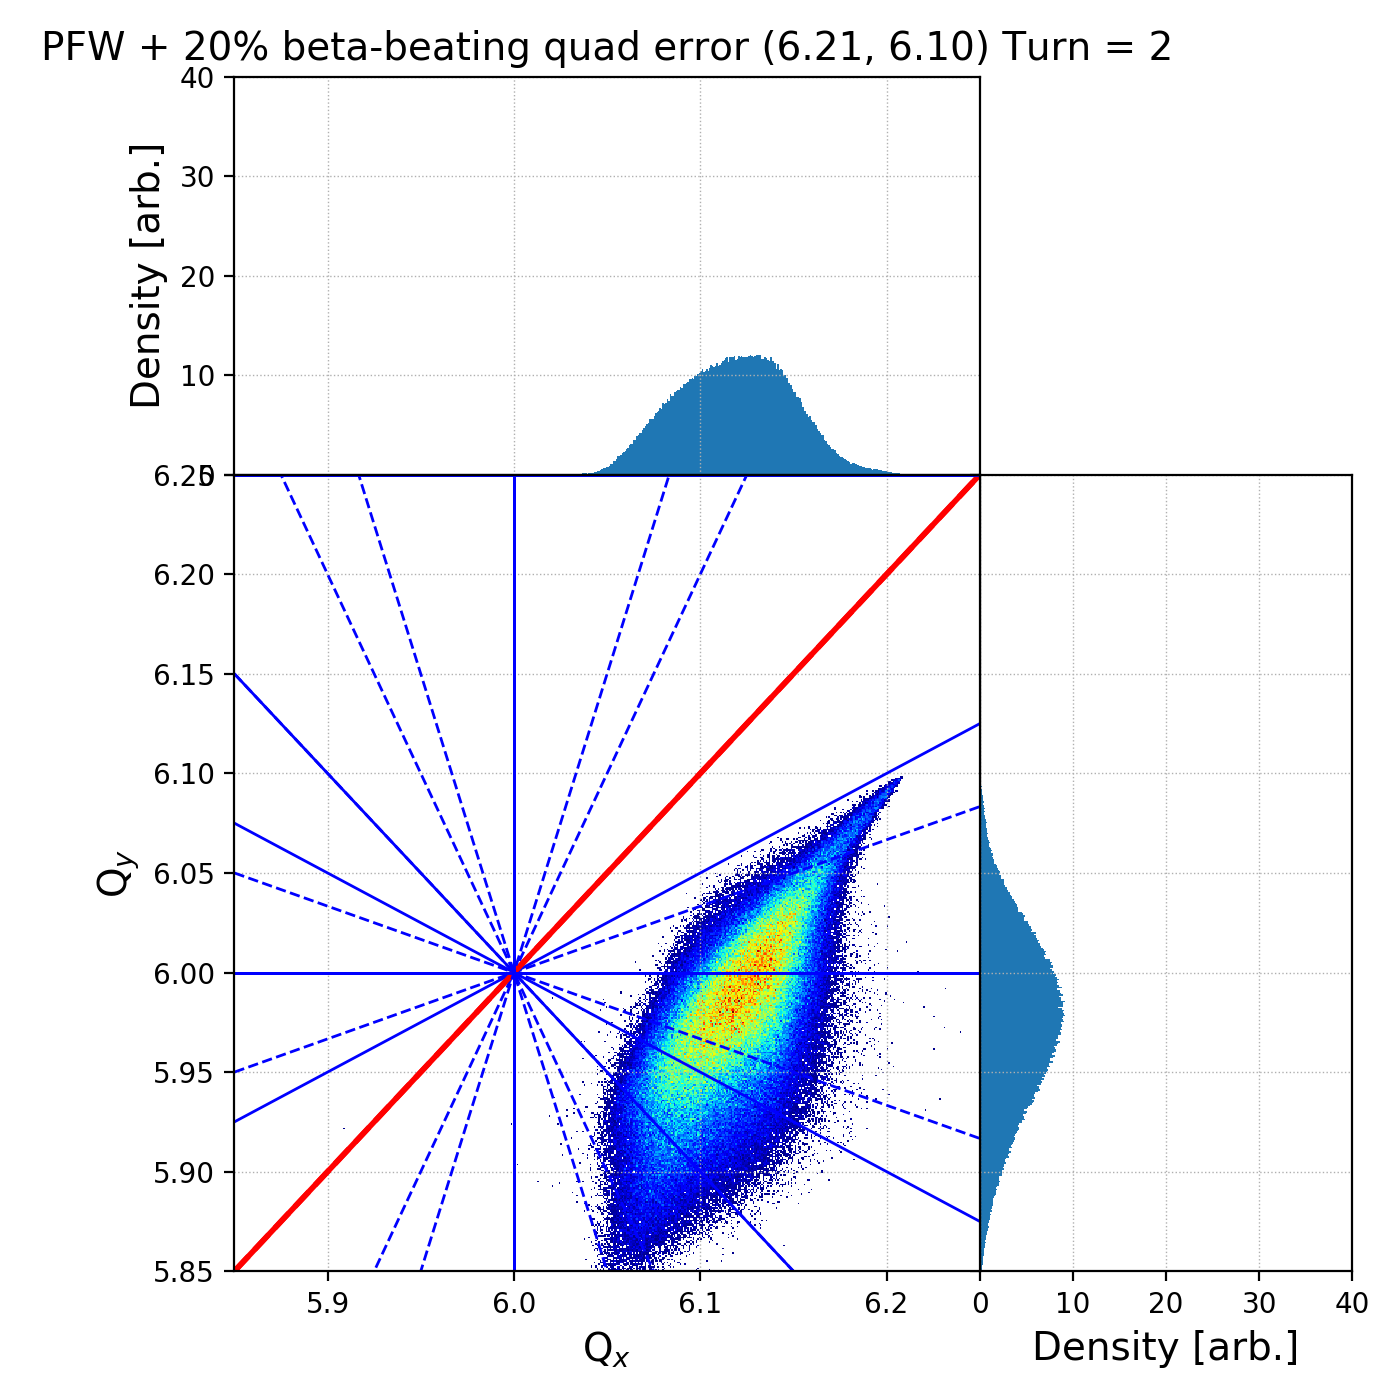 PFW + 20% beta-beating quad error (6.21, 6.10) Turn = 2
40
30
20
10
0
Density [arb.]
6.25
6.20
6.15
6.10
6.05
6.00
5.95
5.90
5.85
Qy
5.9 6.0 6.1 6.2
Qx
0 10 20 30 40
Density [arb.]